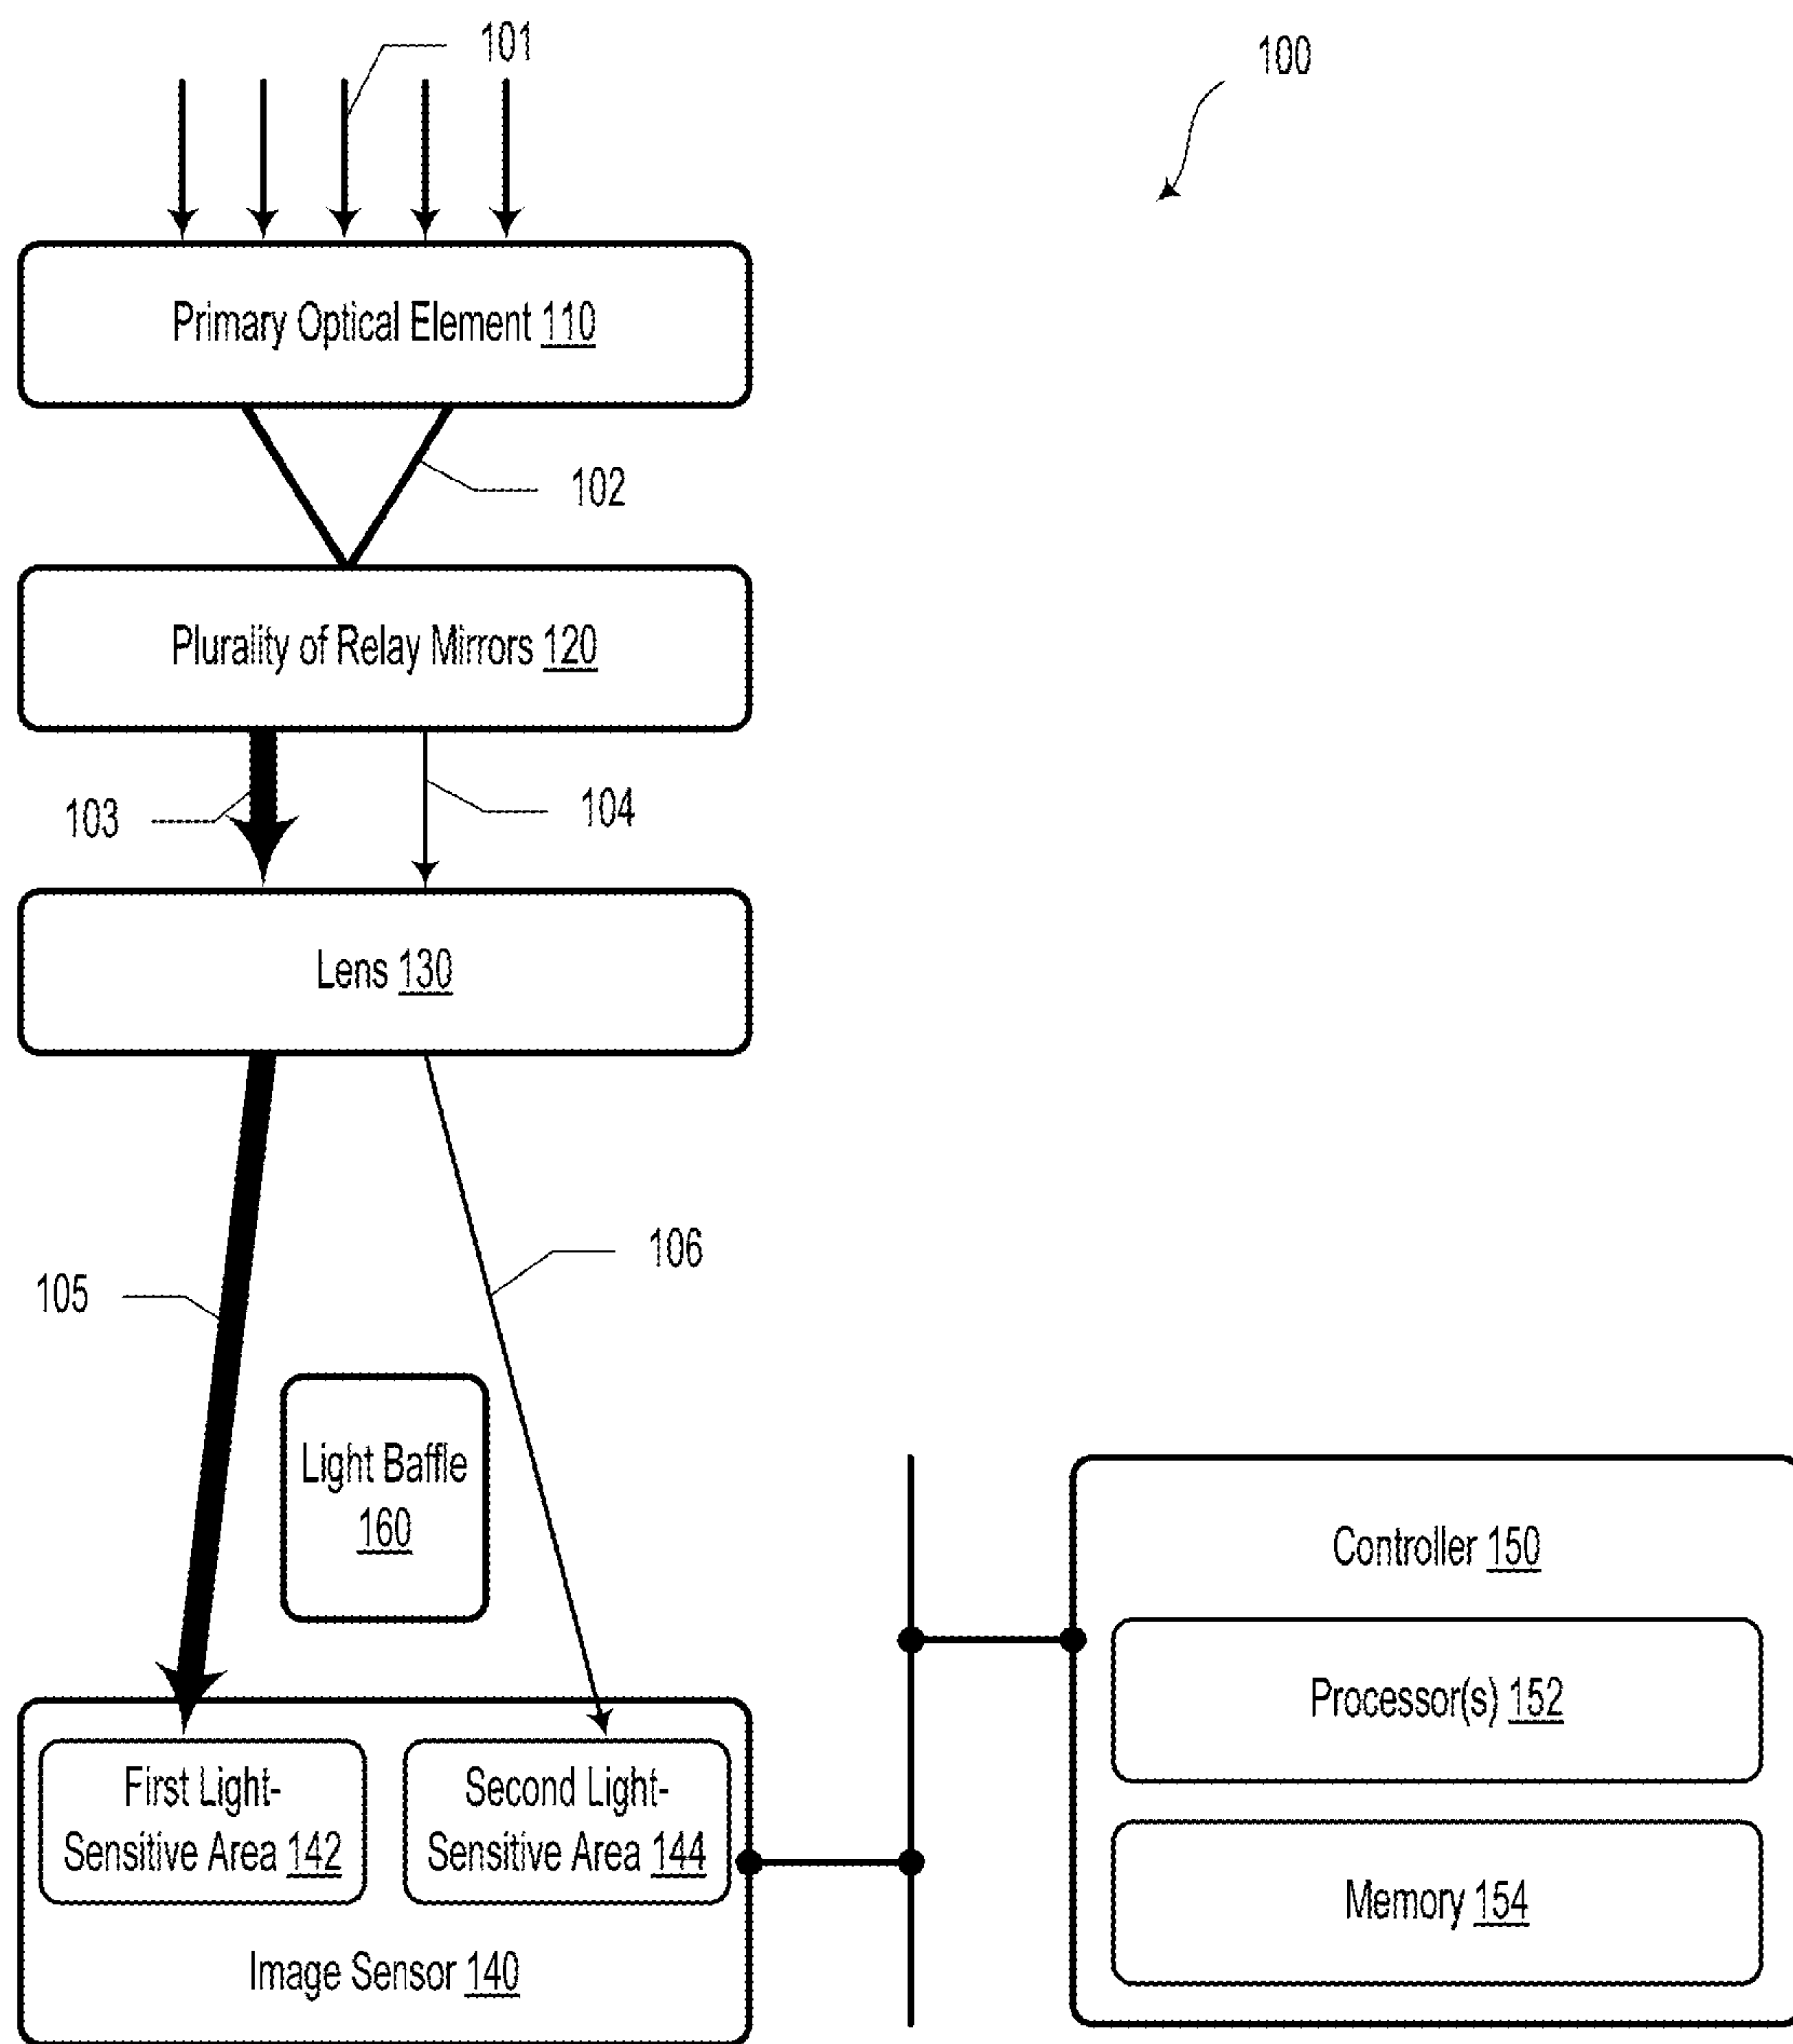 101
100
Primary Optical Element 110
102
Plurality of Relay Mirrors 120
103
104
Lens 130
106
105
Light Baffle
160
Controller 150
Processor(s) 152
First Light-
Sensitive Area 142
Second Light-
Sensitive Area 144
Memory 154
Image Sensor 140